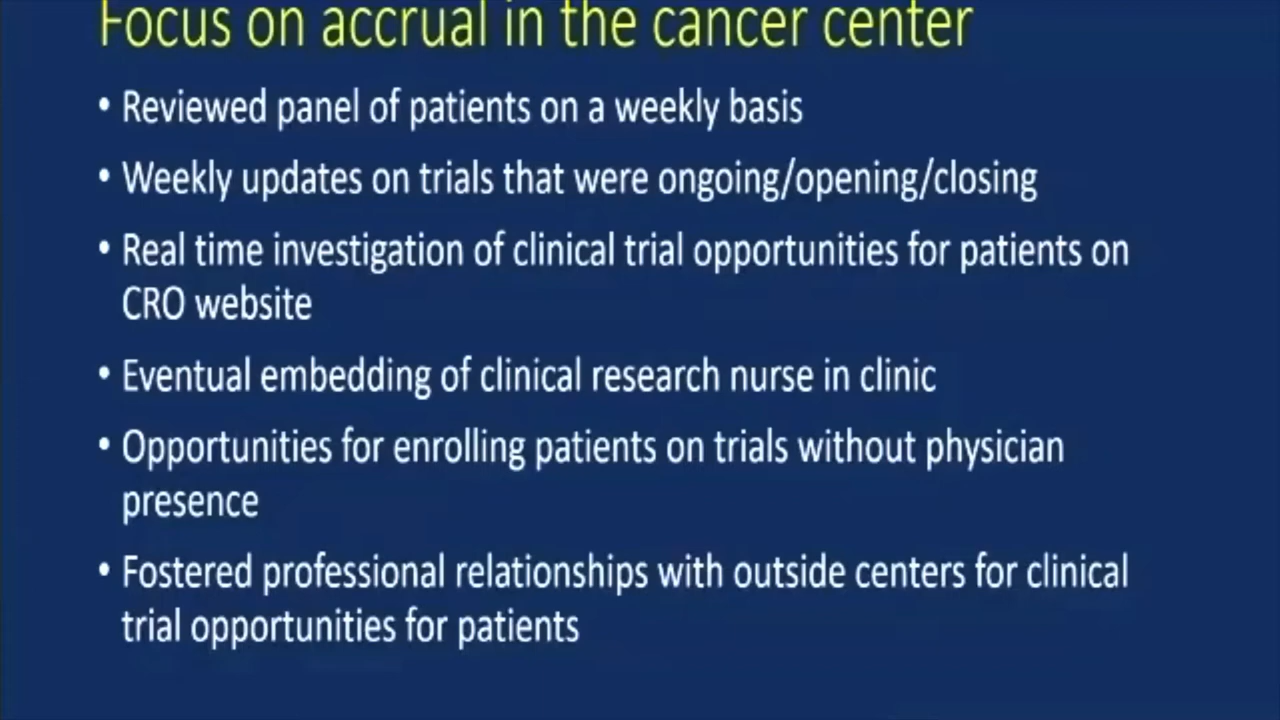 Focus on accrual in the cancer center
• Reviewed panel of patients on a weekly basis
• Weekly updates on trials that were ongoing/opening/closing
• Real time investigation of clinical trial opportunities for patients on
CRO website
• Eventual embedding of clinical research nurse in clinic
• Opportunities for enrolling patients on trials without physician
presence
• Fostered professional relationships with outside centers for clinical
trial opportunities for patients